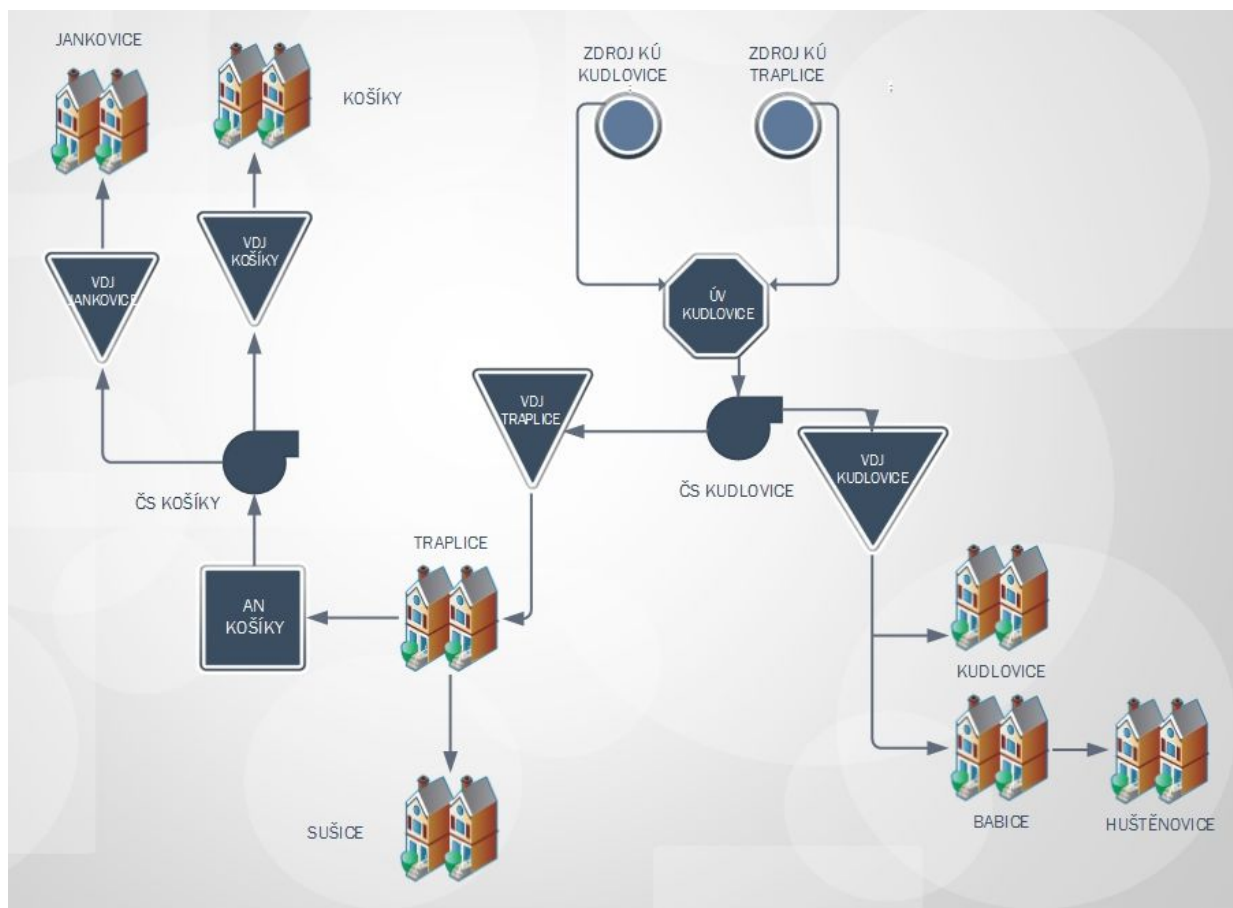 JANKOVICE
KOŠÍKY
ZDROJ KÚ
KUDLOVICE
ZDROJ KÚ
TRAPLICE
VDJ
KOŠÍKY
VDJ
JANKOVICE
ÚV
KUDLOVICE
VDJ
TRAPLICE
VDJ
KUDLOVICE
ČS KOŠÍKY
ČS KUDLOVICE
TRAPLICE
AN
KOŠÍKY
KUDLOVICE
SUŠICE
BABICE
HUŠTĚNOVICE